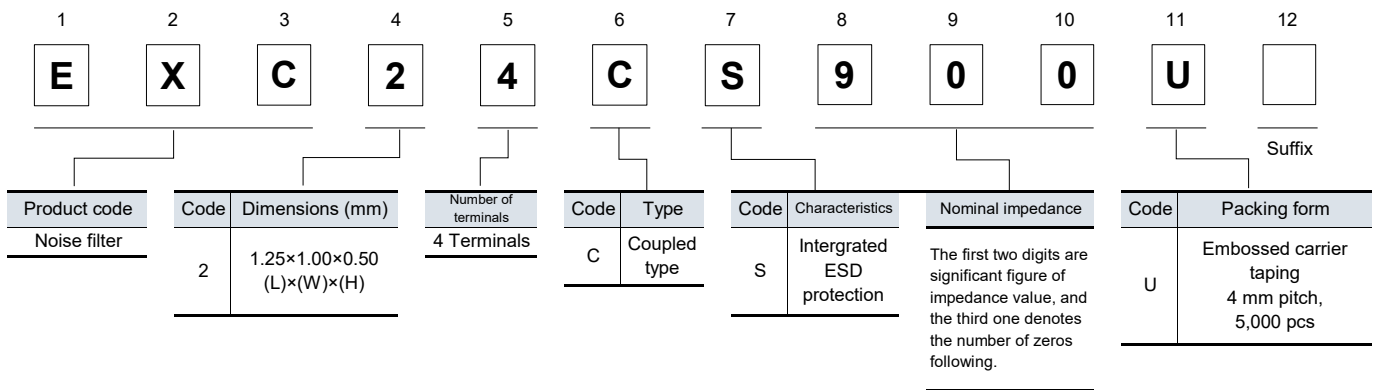 1 2 3 4 5 6 7 8 9 10 11 12
E X C 2 4 C S 9 0 0 U
Suffix
Product code
Noise filter
Code Dimensions (mm)
2
1.25×1.00×0.50
(L)×(W)×(H)
Number of
terminals
4 Terminals
Code Type
C
Coupled
type
Code Characteristics
S
Intergrated
ESD
protection
Nominal impedance
The first two digits are
significant figure of
impedance value, and
the third one denotes
the number of zeros
following.
Code Packing form
U
Embossed carrier
taping
4 mm pitch,
5,000 pcs